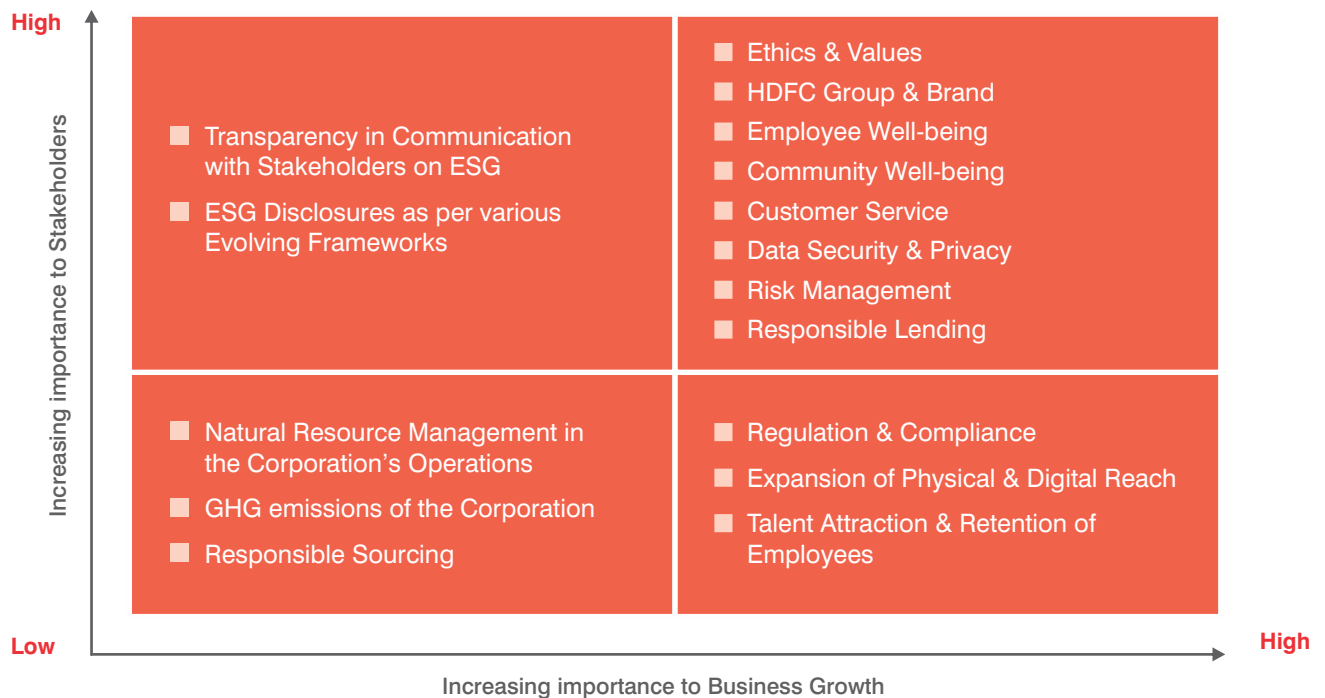 High
Increasing importance to Stakeholders
Transparency in Communication
with Stakeholders on ESG
ESG Disclosures as per various
Evolving Frameworks
Ethics & Values
HDFC Group & Brand
Employee Well-being
Community Well-being
Customer Service
Data Security & Privacy
Risk Management
Responsible Lending
Natural Resource Management in
the Corporation’s Operations
GHG emissions of the Corporation
Responsible Sourcing
Regulation & Compliance
Expansion of Physical & Digital Reach
Talent Attraction & Retention of
Employees
Low
High
Increasing importance to Business Growth